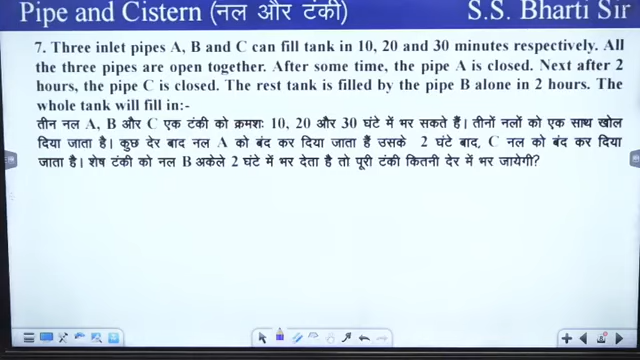 Pipe and Cistern (नल और टंकी) S.S. Bharti Sir
7. Three inlet pipes A, B and C can fill tank in 10, 20 and 30 minutes respectively. All
the three pipes are open together. After some time, the pipe A is closed. Next after 2
hours, the pipe C is closed. The rest tank is filled by the pipe B alone in 2 hours. The
whole tank will fill in:-
तीन नल A, B और C एक टंकी को क्रमशः 10, 20 और 30 घंटे में भर सकते हैं। तीनों नलों को एक साथ खोल
दिया जाता है। कुछ देर बाद नल A को बंद कर दिया जाता हैं उसके 2 घंटे बाद, C नल को बंद कर दिया
जाता है। शेष टंकी को नल B अकेले 2 घंटे में भर देता है तो पूरी टंकी कितनी देर में भर जायेगी?